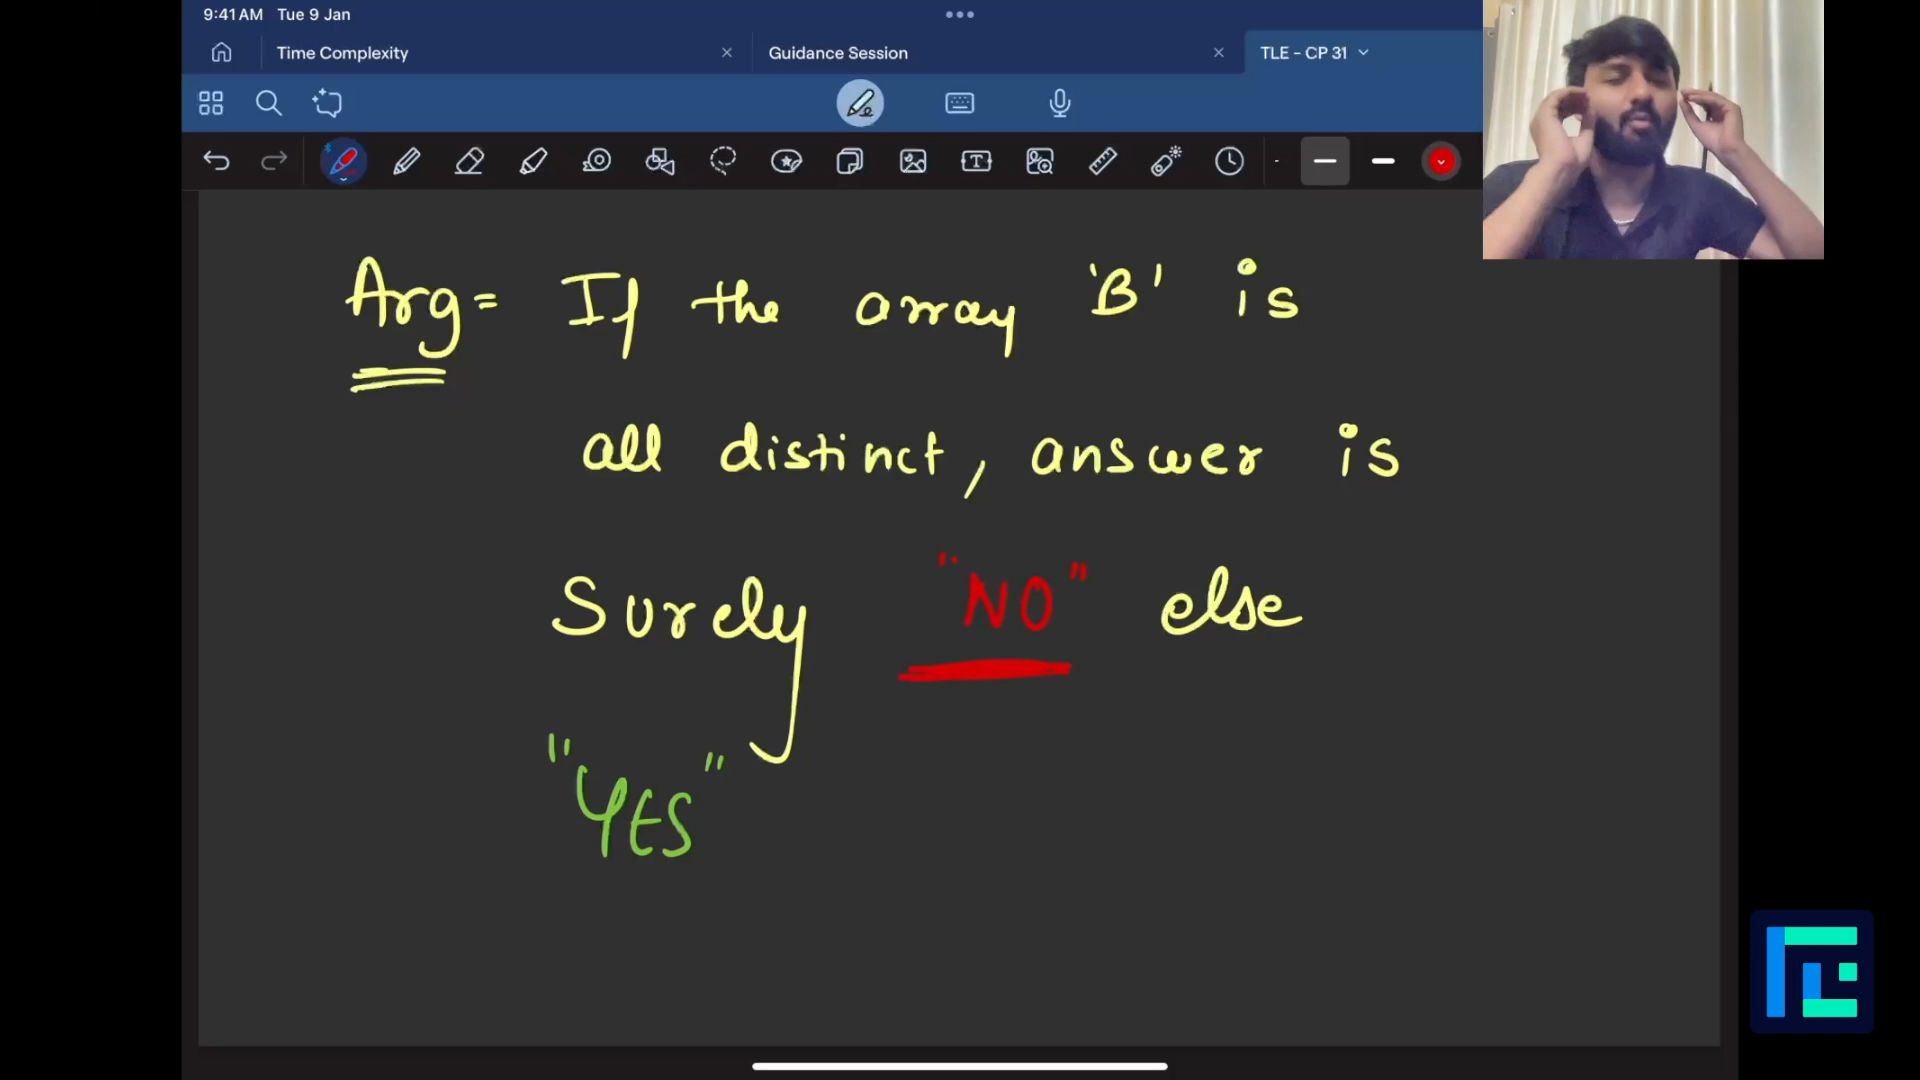 9:41 AM Tue 9 Jan
Time Complexity
Guidance Session
TLE - CP 31
Arg = If the array 'B' is
all distinct, answer is
Surely "NO" else
"YES"